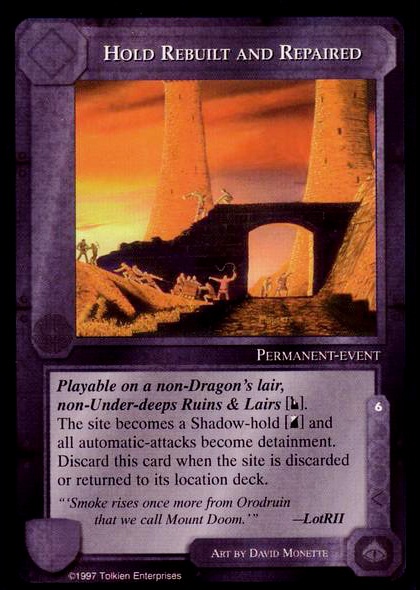 HOLD REBUILT AND REPAIRED
PERMANENT-EVENT
Playable on a non-Dragon's lair,
non-Under-deeps Ruins & Lairs [].
The site becomes a Shadow-hold [] and
all automatic-attacks become detainment.
Discard this card when the site is discarded
or returned to its location deck.
6
“‘Smoke rises once more from Orodruin
that we call Mount Doom.’” —LotRII
ART BY DAVID MONETTE
©1997 Tolkien Enterprises